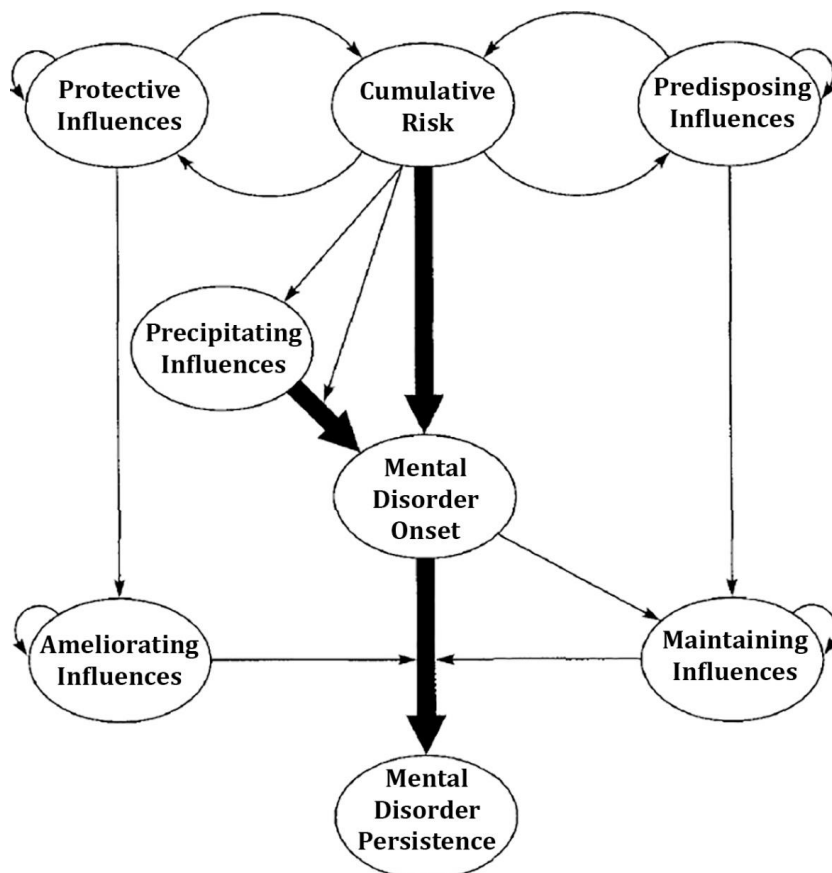 Protective
Influences
Cumulative
Risk
Predisposing
Influences
Precipitating
Influences
Mental
Disorder
Onset
Ameliorating
Influences
Maintaining
Influences
Mental
Disorder
Persistence